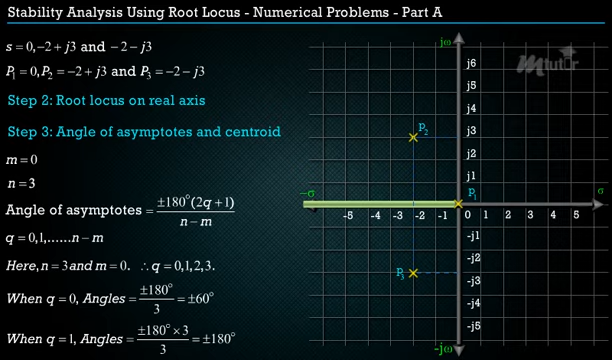 Stability Analysis Using Root Locus - Numerical Problems - Part A
s = 0, −2 + j3 and −2 − j3
P₁ = 0, P₂ = −2 + j3 and P₃ = −2 − j3
Step 2: Root locus on real axis
Step 3: Angle of asymptotes and centroid
m = 0
n = 3
Angle of asymptotes = ±180°(2q + 1) / n − m
q = 0, 1, ......n − m
Here, n = 3 and m = 0. ∴ q = 0, 1, 2, 3.
When q = 0, Angles = ±180° / 3 = ±60°
When q = 1, Angles = ±180° × 3 / 3 = ±180°
jω
mtutor
j6
j5
j4
P₂
j3
j2
j1
P₁
−σ
σ
-5 -4 -3 -2 -1 0 1 2 3 4 5
-j1
-j2
P₃
-j3
-j4
-j5
-jω